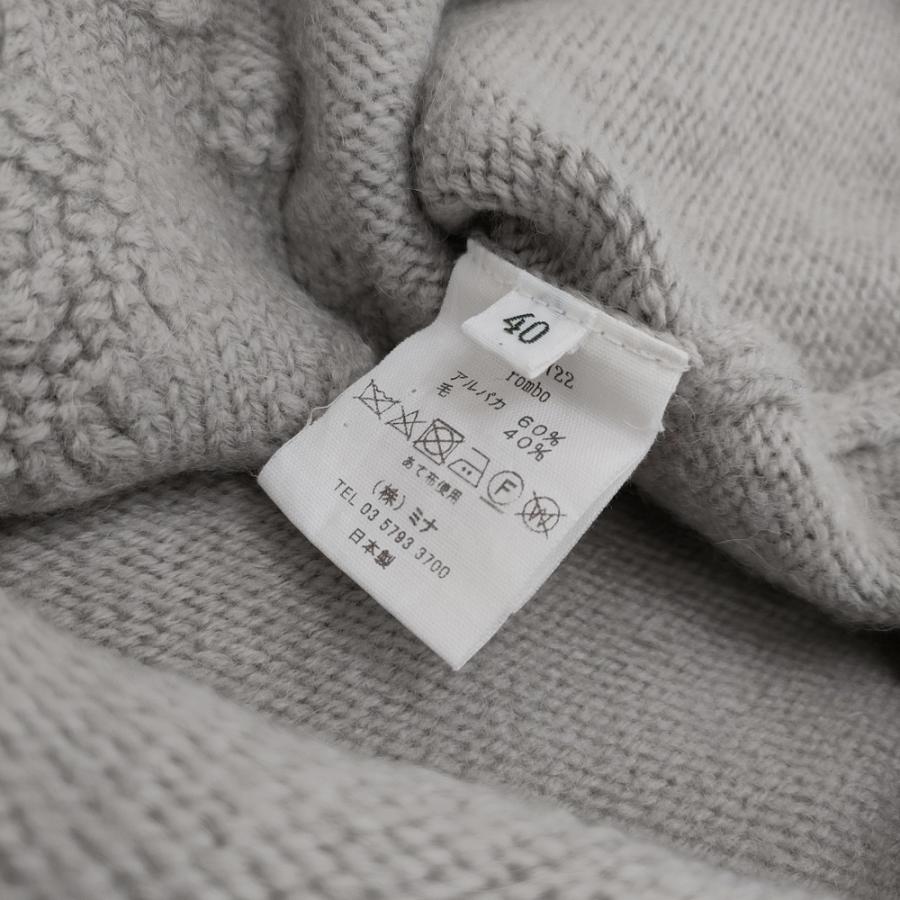 40
rombo
アルパカ 60%
毛 40%
あて布使用
F
W
(株) ミナ
TEL 03 5793 3700
日本製